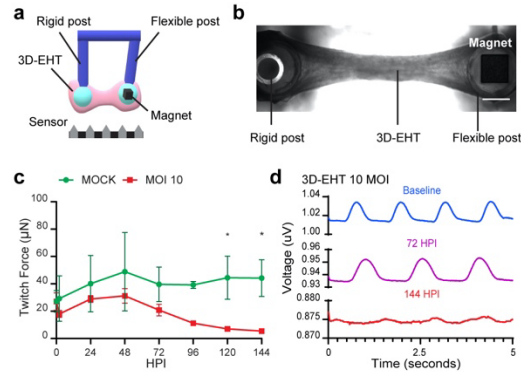 a
Rigid post
Flexible post
3D-EHT
Magnet
Sensor
b
Magnet
Rigid post
3D-EHT
Flexible post
c
MOCK
MOI 10
Twitch Force (µN)
100
80
60
40
20
0
*
*
0
24
48
72
96
120
144
HPI
d
3D-EHT 10 MOI
Baseline
Voltage (uV)
1.04
1.02
1.00
72 HPI
0.96
0.95
0.94
0.93
144 HPI
0.880
0.875
0.870
0
2.5
5
Time (seconds)